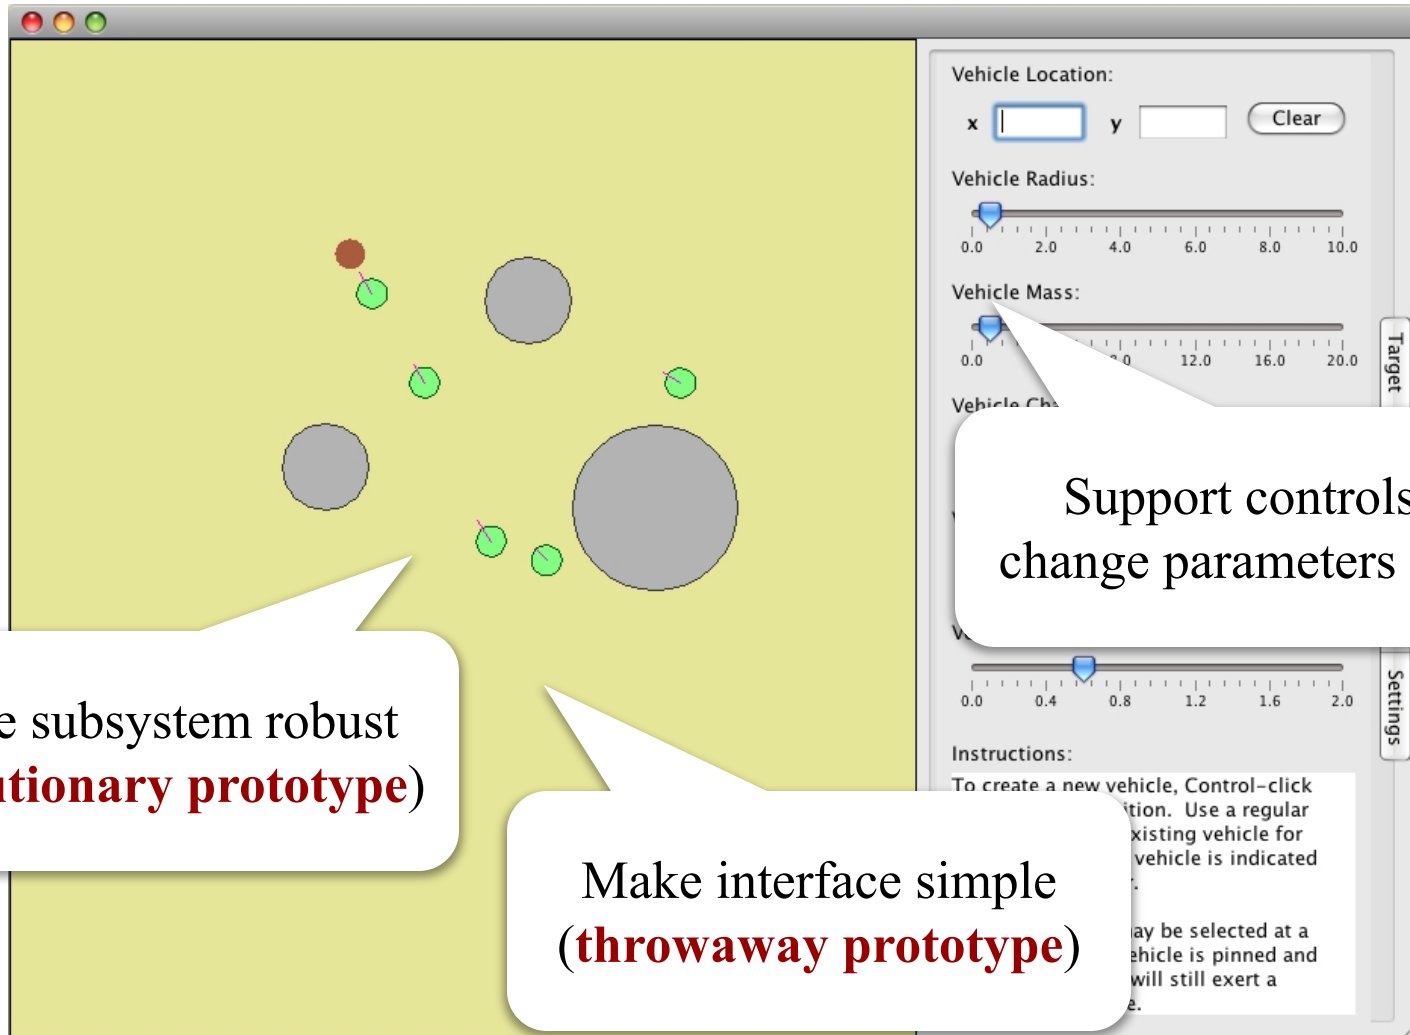 Vehicle Location:
x y Clear
Vehicle Radius:
0.0 2.0 4.0 6.0 8.0 10.0
Vehicle Mass:
0.0 12.0 16.0 20.0
Target
Vehicle
Support controls
change parameters
0.0 0.4 0.8 1.2 1.6 2.0
Settings
subsystem robust
prototype)
Instructions:
To create a new vehicle, Control-click
Use a regular
vehicle for
vehicle is indicated
Make interface simple
(throwaway prototype)
be selected at a
is pinned and
will still exert a